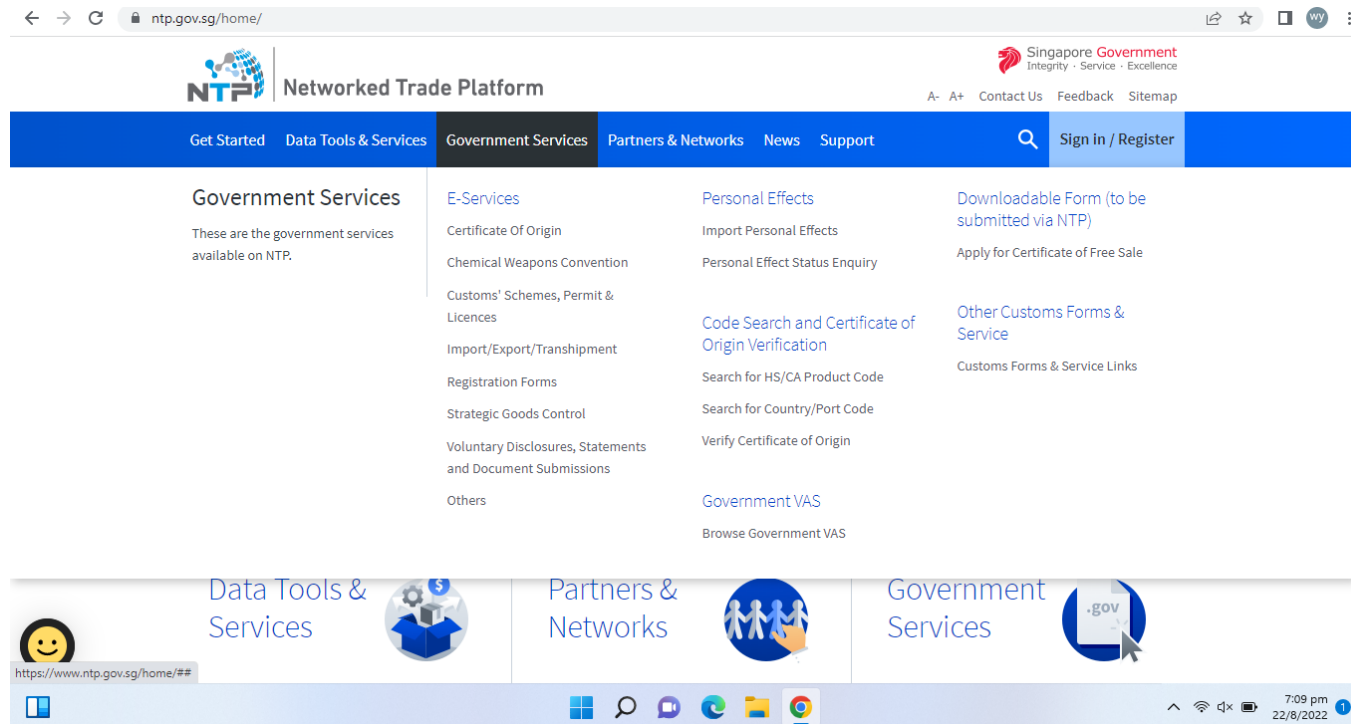 ntp.gov.sg/home/
wy
NTP
Networked Trade Platform
Singapore Government
Integrity · Service · Excellence
A- A+ Contact Us Feedback Sitemap
Get Started Data Tools & Services Government Services Partners & Networks News Support Sign in / Register
Government Services
These are the government services
available on NTP.
E-Services
Certificate Of Origin
Chemical Weapons Convention
Customs' Schemes, Permit &
Licences
Import/Export/Transhipment
Registration Forms
Strategic Goods Control
Voluntary Disclosures, Statements
and Document Submissions
Others
Personal Effects
Import Personal Effects
Personal Effect Status Enquiry
Code Search and Certificate of
Origin Verification
Search for HS/CA Product Code
Search for Country/Port Code
Verify Certificate of Origin
Government VAS
Browse Government VAS
Downloadable Form (to be
submitted via NTP)
Apply for Certificate of Free Sale
Other Customs Forms &
Service
Customs Forms & Service Links
Data Tools &
Services
$
Partners &
Networks
Government
Services
.gov
https://www.ntp.gov.sg/home/##
7:09 pm
22/8/2022
1